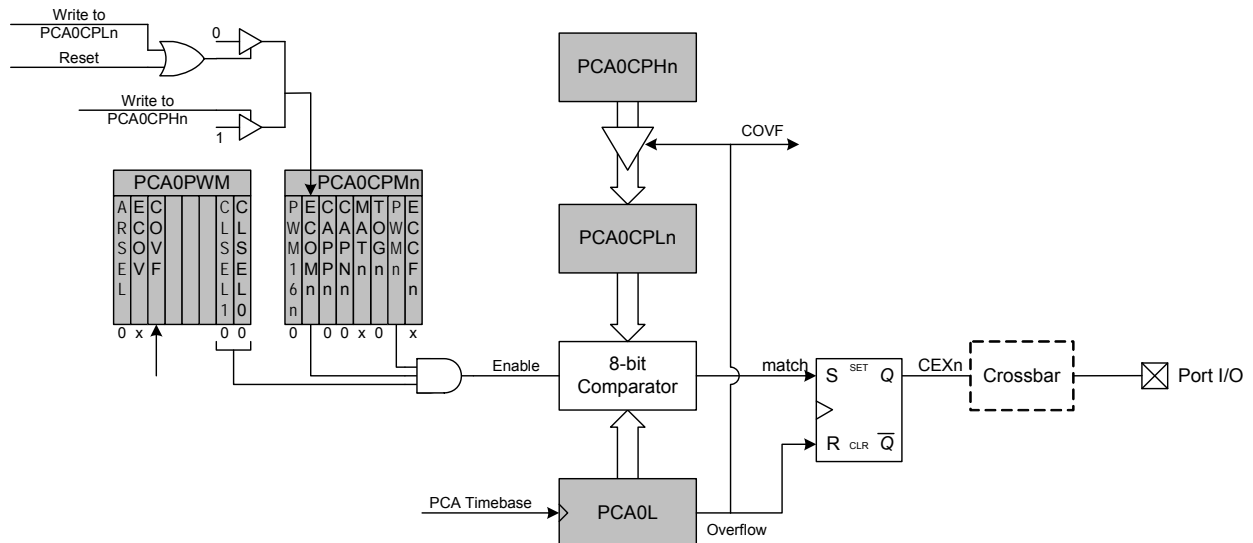 Write to
PCA0CPLn
Reset
0
Write to
PCA0CPHn
1
PCA0CPHn
COVF
PCA0PWM
ARSEL
ECOV
COVF
CLSEL1
CLSEL0
0 x 0 0
PCA0CPMn
PWM16n
ECOMn
CAPPn
CAPNn
MATn
TOGn
PWMn
ECCFn
0 0 0 x 0 x
PCA0CPLn
Enable
8-bit
Comparator
match
S SET Q
R CLR Q
CEXn
Crossbar
Port I/O
PCA Timebase
PCA0L
Overflow